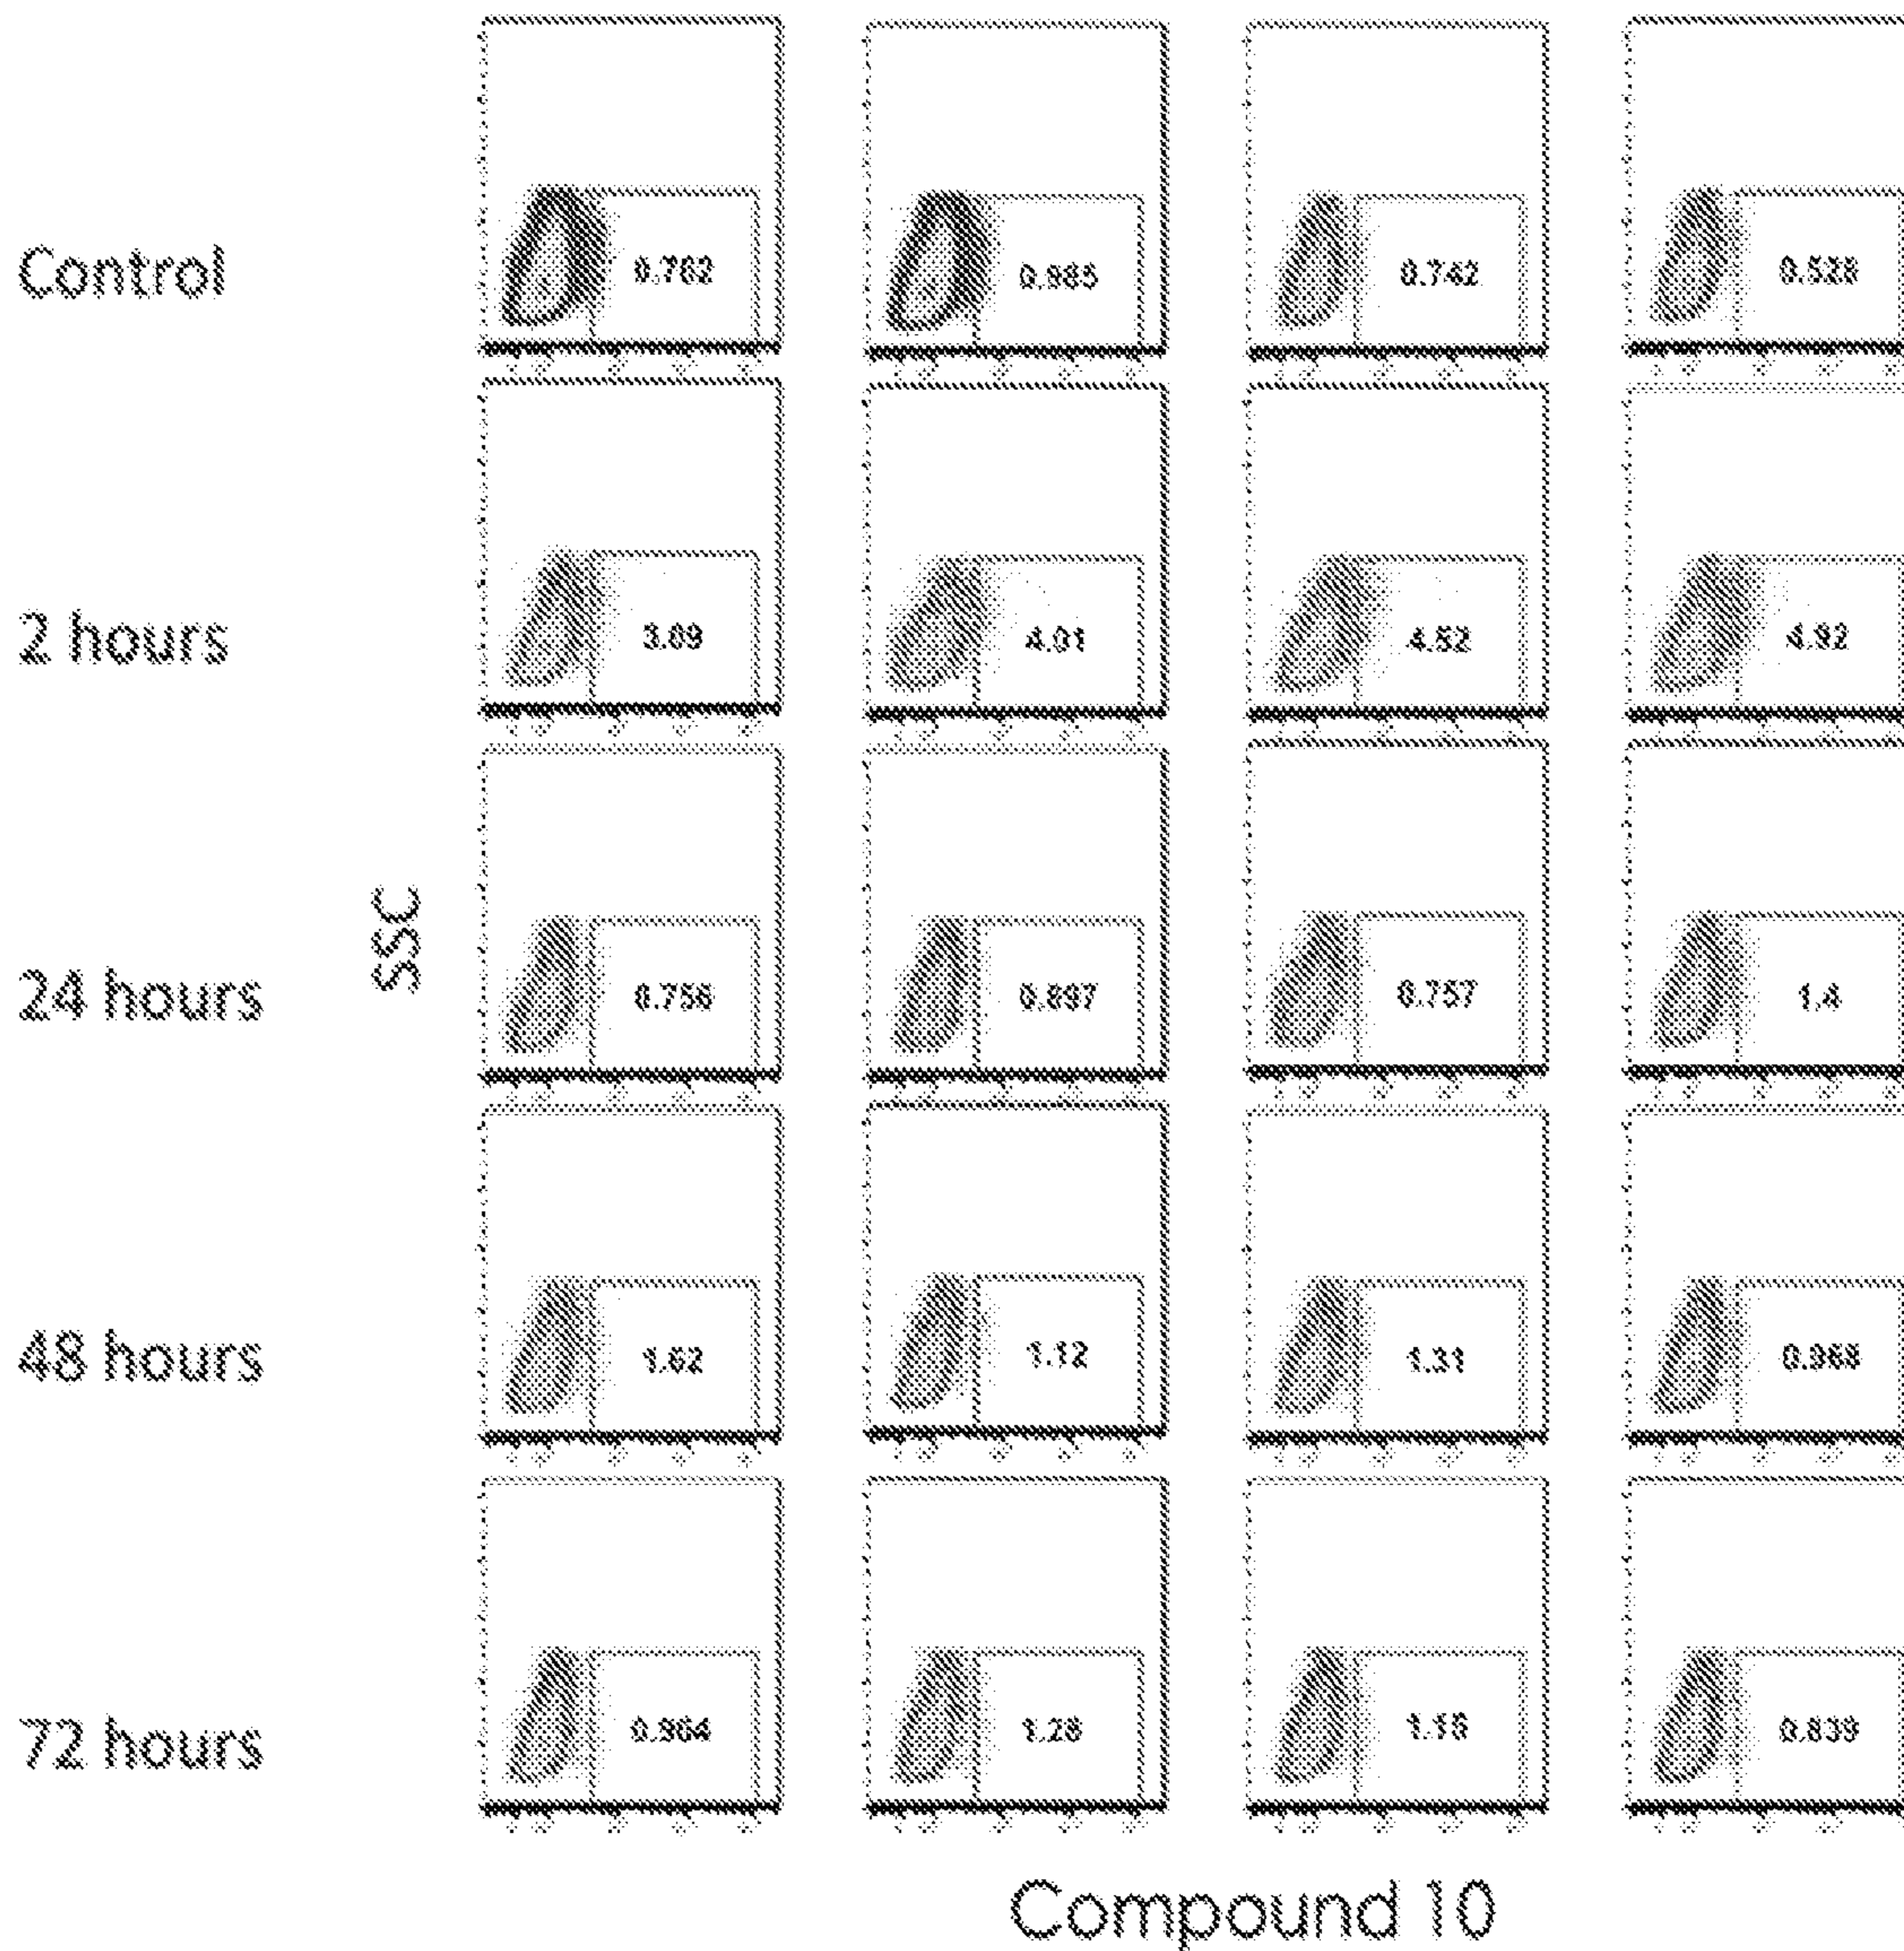 Control 0.762 0.985 0.742 0.528
2 hours 3.09 4.01 4.52 4.92
SSC
24 hours 0.756 0.897 0.757 1.4
48 hours 1.62 1.12 1.31 0.968
72 hours 0.964 1.28 1.18 0.839
Compound 10